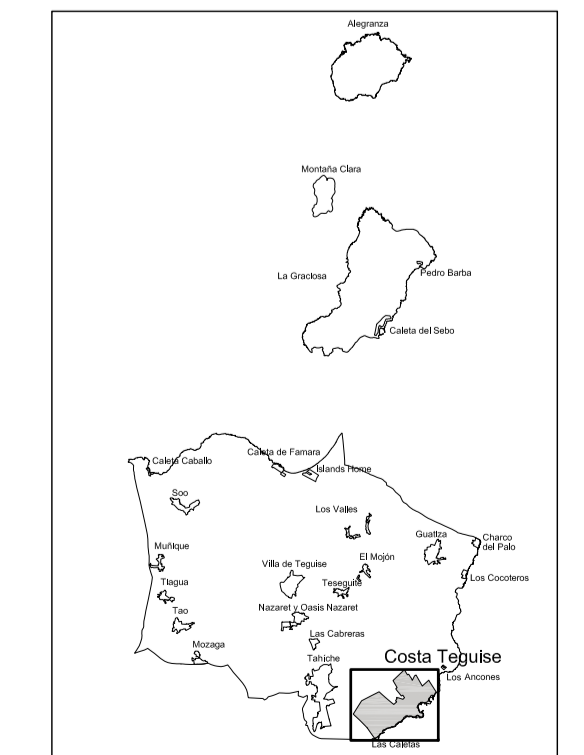 Alegranza
Montaña Clara
La Graciosa
Pedro Barba
Caleta del Sebo
Caleta Caballo
Caleta de Famara
Islands Home
Soo
Los Valles
Guatiza
Charco
del Palo
Muñique
El Mojón
Villa de Teguise
Los Cocoteros
Tiagua
Teseguite
Tao
Nazaret y Oasis Nazaret
Las Cabreras
Mozaga
Tahiche
Costa Teguise
Los Ancones
Las Caletas